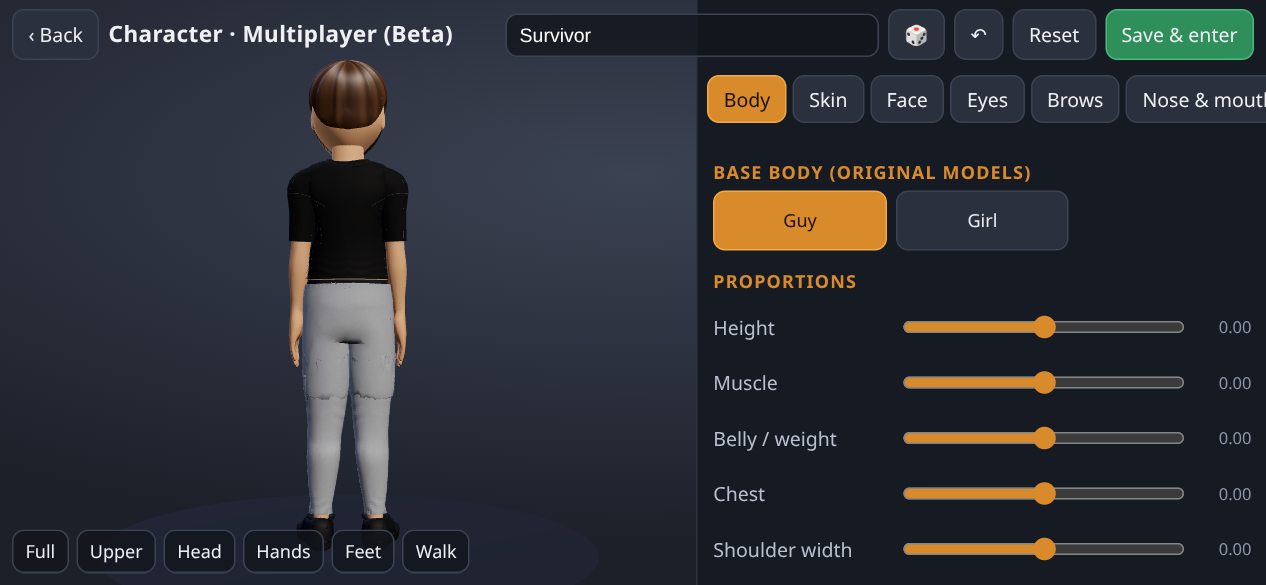 ‹ Back
Character · Multiplayer (Beta)
Survivor
Reset
Save & enter
Body
Skin
Face
Eyes
Brows
Nose & mouth
BASE BODY (ORIGINAL MODELS)
Guy
Girl
PROPORTIONS
Height
0.00
Muscle
0.00
Belly / weight
0.00
Chest
0.00
Shoulder width
0.00
Full
Upper
Head
Hands
Feet
Walk